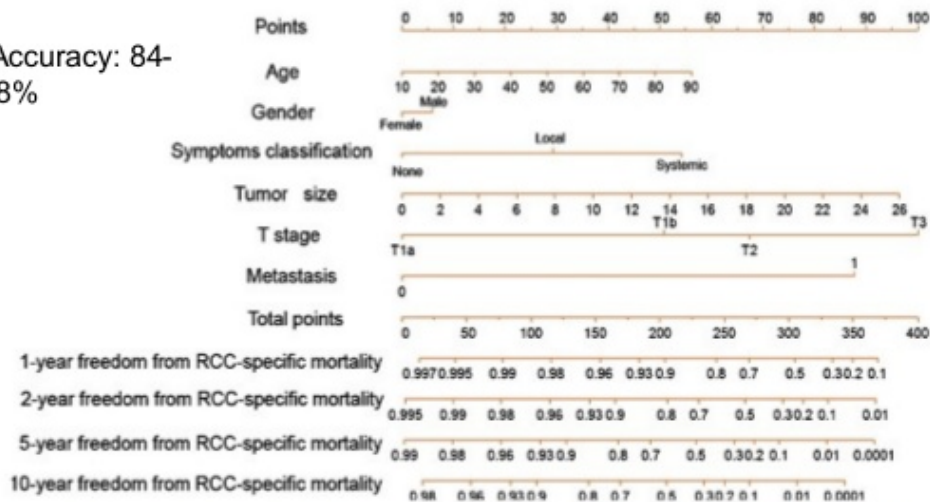 Points 0 10 20 30 40 50 60 70 80 90 100
Accuracy: 84-
8%
Age
10 20 30 40 50 60 70 80 90
Gender
Male
Female
Symptoms classification
Local
None
Systemic
Tumor size
0 2 4 6 8 10 12 14 16 18 20 22 24 26
T stage
T1b
T3
T1a
T2
Metastasis
1
0
Total points
0 50 100 150 200 250 300 350 400
1-year freedom from RCC-specific mortality
0.997 0.995 0.99 0.98 0.96 0.93 0.9 0.8 0.7 0.5 0.3 0.2 0.1
2-year freedom from RCC-specific mortality
0.995 0.99 0.98 0.96 0.93 0.9 0.8 0.7 0.5 0.3 0.2 0.1 0.01
5-year freedom from RCC-specific mortality
0.99 0.98 0.96 0.93 0.9 0.8 0.7 0.5 0.3 0.2 0.1 0.01 0.0001
10-year freedom from RCC-specific mortality
0.98 0.96 0.93 0.9 0.8 0.7 0.5 0.3 0.2 0.1 0.01 0.0001